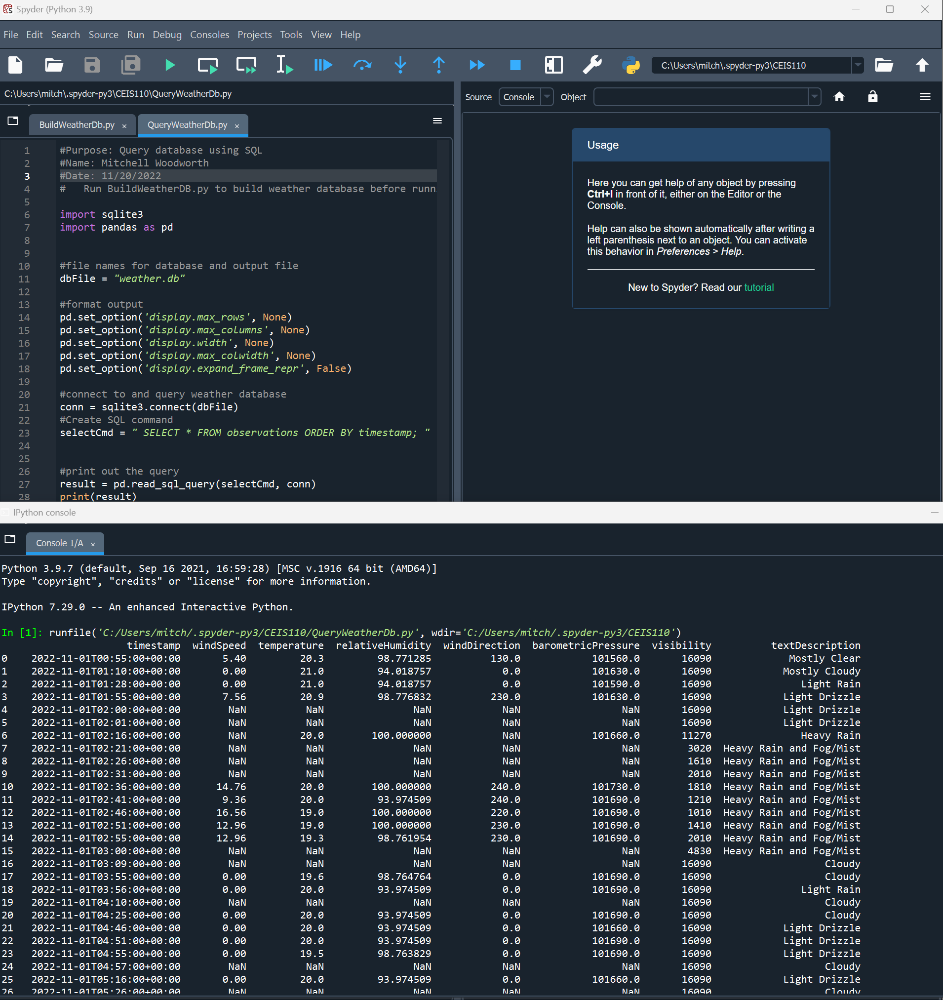 Spyder (Python 3.9)
File Edit Search Source Run Debug Consoles Projects Tools View Help
C:\Users\mitch\.spyder-py3\CEIS110
C:\Users\mitch\.spyder-py3\CEIS110\QueryWeatherDb.py
BuildWeatherDb.py × QueryWeatherDb.py ×
1 #Purpose: Query database using SQL
2 #Name: Mitchell Woodworth
3 #Date: 11/20/2022
4 #   Run BuildWeatherDB.py to build weather database before runn
5
6 import sqlite3
7 import pandas as pd
8
9
10 #file names for database and output file
11 dbFile = "weather.db"
12
13 #format output
14 pd.set_option('display.max_rows', None)
15 pd.set_option('display.max_columns', None)
16 pd.set_option('display.width', None)
17 pd.set_option('display.max_colwidth', None)
18 pd.set_option('display.expand_frame_repr', False)
19
20 #connect to and query weather database
21 conn = sqlite3.connect(dbFile)
22 #Create SQL command
23 selectCmd = " SELECT * FROM observations ORDER BY timestamp; "
24
25
26 #print out the query
27 result = pd.read_sql_query(selectCmd, conn)
28 print(result)
Source Console Object
Usage
Here you can get help of any object by pressing
Ctrl+I in front of it, either on the Editor or the
Console.
Help can also be shown automatically after writing a
left parenthesis next to an object. You can activate
this behavior in Preferences > Help.
New to Spyder? Read our tutorial
IPython console
Console 1/A ×
Python 3.9.7 (default, Sep 16 2021, 16:59:28) [MSC v.1916 64 bit (AMD64)]
Type "copyright", "credits" or "license" for more information.
IPython 7.29.0 -- An enhanced Interactive Python.
In [1]: runfile('C:/Users/mitch/.spyder-py3/CEIS110/QueryWeatherDb.py', wdir='C:/Users/mitch/.spyder-py3/CEIS110')
timestamp windSpeed temperature relativeHumidity windDirection barometricPressure visibility textDescription
0 2022-11-01T00:55:00+00:00 5.40 20.3 98.771285 130.0 101560.0 16090 Mostly Clear
1 2022-11-01T01:10:00+00:00 0.00 21.0 94.018757 0.0 101630.0 16090 Mostly Cloudy
2 2022-11-01T01:28:00+00:00 0.00 21.0 94.018757 0.0 101590.0 16090 Light Rain
3 2022-11-01T01:55:00+00:00 7.56 20.9 98.776832 230.0 101630.0 16090 Light Drizzle
4 2022-11-01T02:00:00+00:00 NaN NaN NaN NaN NaN 16090 Light Drizzle
5 2022-11-01T02:01:00+00:00 NaN NaN NaN NaN NaN 16090 Light Drizzle
6 2022-11-01T02:16:00+00:00 NaN 20.0 100.000000 NaN 101660.0 11270 Heavy Rain
7 2022-11-01T02:21:00+00:00 NaN NaN NaN NaN NaN 3020 Heavy Rain and Fog/Mist
8 2022-11-01T02:26:00+00:00 NaN NaN NaN NaN NaN 1610 Heavy Rain and Fog/Mist
9 2022-11-01T02:31:00+00:00 NaN NaN NaN NaN NaN 2010 Heavy Rain and Fog/Mist
10 2022-11-01T02:36:00+00:00 14.76 20.0 100.000000 240.0 101730.0 1810 Heavy Rain and Fog/Mist
11 2022-11-01T02:41:00+00:00 9.36 20.0 93.974509 240.0 101690.0 1210 Heavy Rain and Fog/Mist
12 2022-11-01T02:46:00+00:00 16.56 19.0 100.000000 220.0 101690.0 1010 Heavy Rain and Fog/Mist
13 2022-11-01T02:51:00+00:00 12.96 19.0 100.000000 230.0 101690.0 1410 Heavy Rain and Fog/Mist
14 2022-11-01T02:55:00+00:00 12.96 19.3 98.761954 230.0 101690.0 2010 Heavy Rain and Fog/Mist
15 2022-11-01T03:00:00+00:00 NaN NaN NaN NaN NaN 4830 Heavy Rain and Fog/Mist
16 2022-11-01T03:09:00+00:00 NaN NaN NaN NaN NaN 16090 Cloudy
17 2022-11-01T03:55:00+00:00 0.00 19.6 98.764764 0.0 101690.0 16090 Cloudy
18 2022-11-01T03:56:00+00:00 0.00 20.0 93.974509 0.0 101690.0 16090 Light Rain
19 2022-11-01T04:10:00+00:00 NaN NaN NaN NaN NaN 16090 Cloudy
20 2022-11-01T04:25:00+00:00 0.00 20.0 93.974509 0.0 101690.0 16090 Cloudy
21 2022-11-01T04:46:00+00:00 0.00 20.0 93.974509 0.0 101660.0 16090 Light Drizzle
22 2022-11-01T04:51:00+00:00 0.00 20.0 93.974509 0.0 101690.0 16090 Light Drizzle
23 2022-11-01T04:55:00+00:00 0.00 19.5 98.763829 0.0 101690.0 16090 Light Drizzle
24 2022-11-01T04:57:00+00:00 NaN NaN NaN NaN NaN 16090 Cloudy
25 2022-11-01T05:16:00+00:00 0.00 20.0 93.974509 0.0 101660.0 16090 Light Drizzle
26 2022-11-01T05:26:00+00:00 NaN NaN NaN NaN NaN 16090 Cloudy